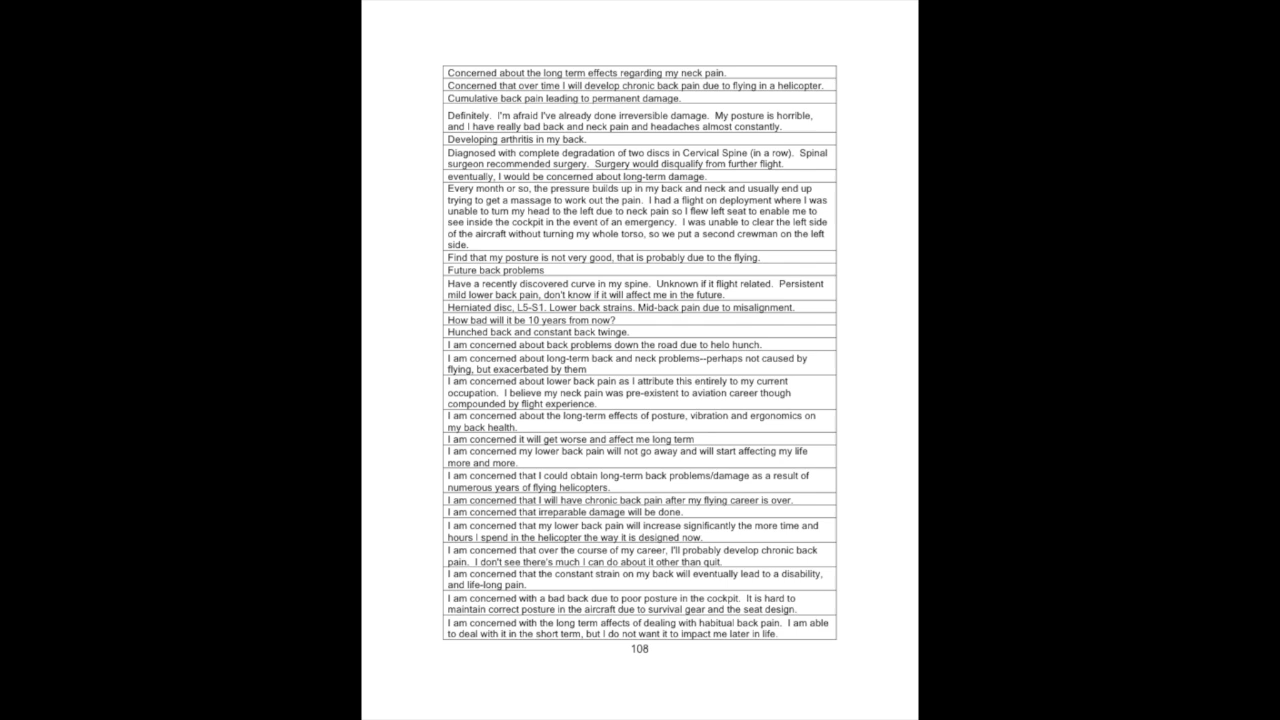 Concerned about the long term effects regarding my neck pain.
Concerned that over time I will develop chronic back pain due to flying in a helicopter.
Cumulative back pain leading to permanent damage.
Definitely.  I'm afraid I've already done irreversible damage.  My posture is horrible,
and I have really bad back and neck pain and headaches almost constantly.
Developing arthritis in my back.
Diagnosed with complete degradation of two discs in Cervical Spine (in a row).  Spinal
surgeon recommended surgery.  Surgery would disqualify from further flight.
eventually, I would be concerned about long-term damage.
Every month or so, the pressure builds up in my back and neck and usually end up
trying to get a massage to work out the pain.  I had a flight on deployment where I was
unable to turn my head to the left due to neck pain so I flew left seat to enable me to
see inside the cockpit in the event of an emergency.  I was unable to clear the left side
of the aircraft without turning my whole torso, so we put a second crewman on the left
side.
Find that my posture is not very good, that is probably due to the flying.
Future back problems
Have a recently discovered curve in my spine.  Unknown if it flight related.  Persistent
mild lower back pain, don't know if it will affect me in the future.
Herniated disc, L5-S1. Lower back strains. Mid-back pain due to misalignment.
How bad will it be 10 years from now?
Hunched back and constant back twinge.
I am concerned about back problems down the road due to helo hunch.
I am concerned about long-term back and neck problems--perhaps not caused by
flying, but exacerbated by them
I am concerned about lower back pain as I attribute this entirely to my current
occupation.  I believe my neck pain was pre-existent to aviation career though
compounded by flight experience.
I am concerned about the long-term effects of posture, vibration and ergonomics on
my back health.
I am concerned it will get worse and affect me long term
I am concerned my lower back pain will not go away and will start affecting my life
more and more.
I am concerned that I could obtain long-term back problems/damage as a result of
numerous years of flying helicopters.
I am concerned that I will have chronic back pain after my flying career is over.
I am concerned that irreparable damage will be done.
I am concerned that my lower back pain will increase significantly the more time and
hours I spend in the helicopter the way it is designed now.
I am concerned that over the course of my career, I'll probably develop chronic back
pain.  I don't see there's much I can do about it other than quit.
I am concerned that the constant strain on my back will eventually lead to a disability,
and life-long pain.
I am concerned with a bad back due to poor posture in the cockpit.  It is hard to
maintain correct posture in the aircraft due to survival gear and the seat design.
I am concerned with the long term affects of dealing with habitual back pain.  I am able
to deal with it in the short term, but I do not want it to impact me later in life.
108